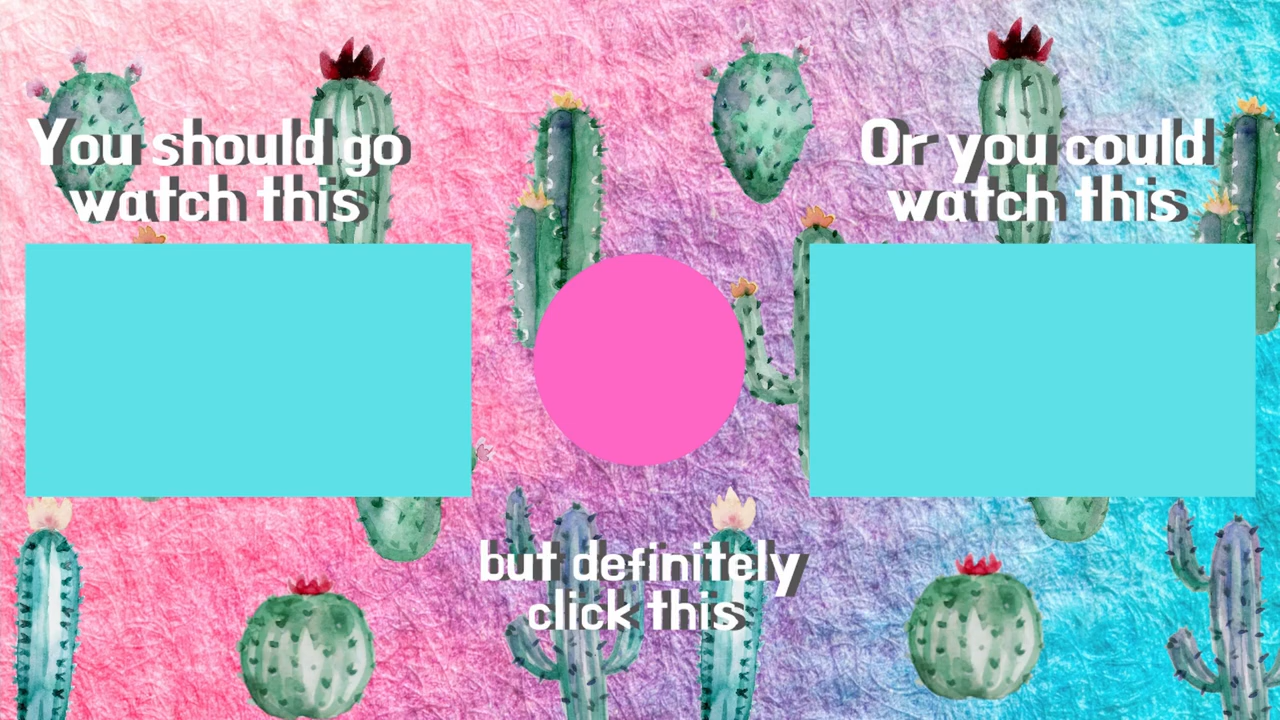 You should go
watch this
Or you could
watch this
but definitely
click this